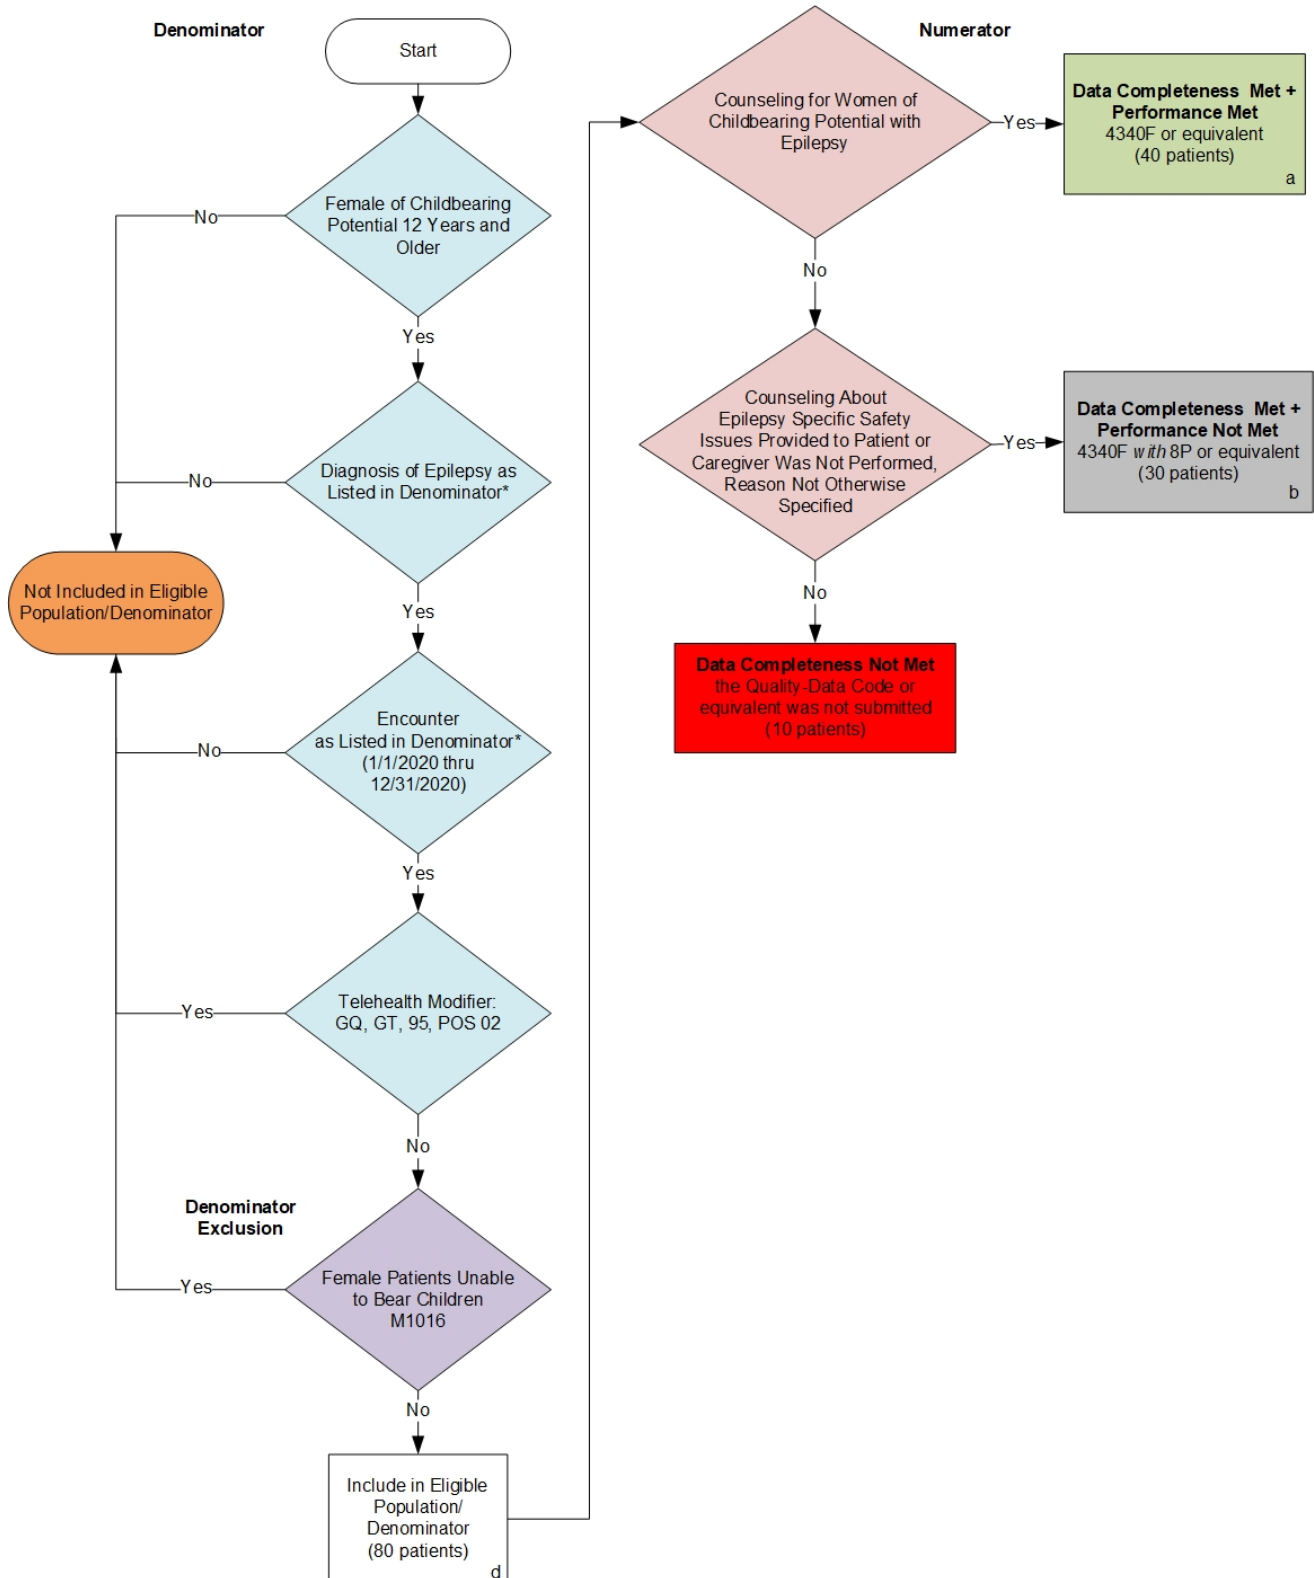 Denominator
Start
Female of Childbearing
Potential 12 Years and
Older
No
Yes
Diagnosis of Epilepsy as
Listed in Denominator*
No
Not Included in Eligible
Population/Denominator
Yes
Encounter
as Listed in Denominator*
(1/1/2020 thru
12/31/2020)
No
Yes
Telehealth Modifier:
GQ, GT, 95, POS 02
Yes
No
Denominator
Exclusion
Female Patients Unable
to Bear Children
M1016
Yes
No
Include in Eligible
Population/
Denominator
(80 patients)
d
Numerator
Counseling for Women of
Childbearing Potential with
Epilepsy
Yes
Data Completeness Met +
Performance Met
4340F or equivalent
(40 patients)
a
No
Counseling About
Epilepsy Specific Safety
Issues Provided to Patient or
Caregiver Was Not Performed,
Reason Not Otherwise
Specified
Yes
Data Completeness Met +
Performance Not Met
4340F with 8P or equivalent
(30 patients)
b
No
Data Completeness Not Met
the Quality-Data Code or
equivalent was not submitted
(10 patients)